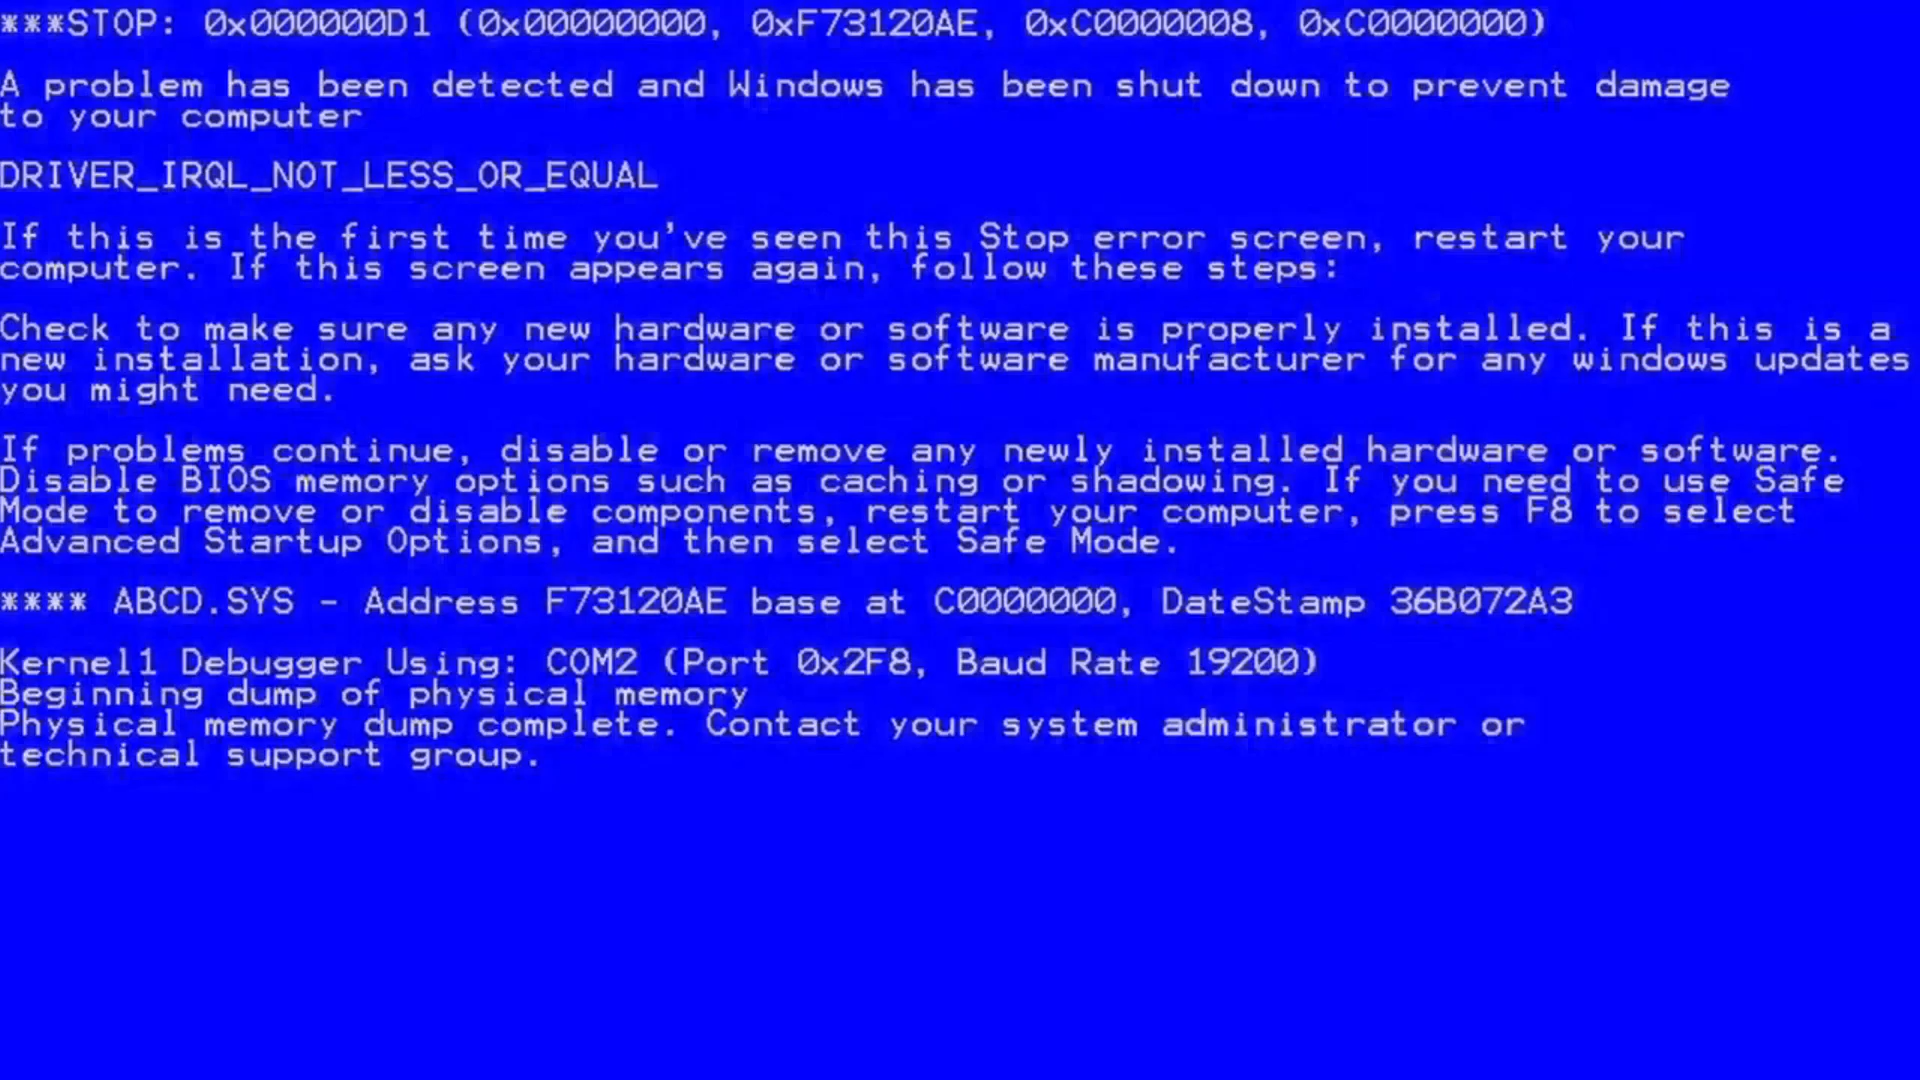 ***STOP: 0x000000D1 (0x00000000, 0xF73120AE, 0xC0000008, 0xC0000000)
A problem has been detected and Windows has been shut down to prevent damage
to your computer
DRIVER_IRQL_NOT_LESS_OR_EQUAL
If this is the first time you've seen this Stop error screen, restart your
computer. If this screen appears again, follow these steps:
Check to make sure any new hardware or software is properly installed. If this is a
new installation, ask your hardware or software manufacturer for any windows updates
you might need.
If problems continue, disable or remove any newly installed hardware or software.
Disable BIOS memory options such as caching or shadowing. If you need to use Safe
Mode to remove or disable components, restart your computer, press F8 to select
Advanced Startup Options, and then select Safe Mode.
**** ABCD.SYS - Address F73120AE base at C0000000, DateStamp 36B072A3
Kernel1 Debugger Using: COM2 (Port 0x2F8, Baud Rate 19200)
Beginning dump of physical memory
Physical memory dump complete. Contact your system administrator or
technical support group.